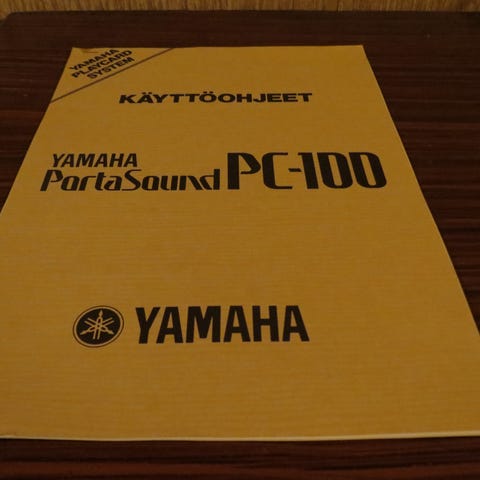 YAMAHA
PLAYCARD
SYSTEM
KÄYTTÖOHJEET
YAMAHA
PortaSound PC-100
YAMAHA